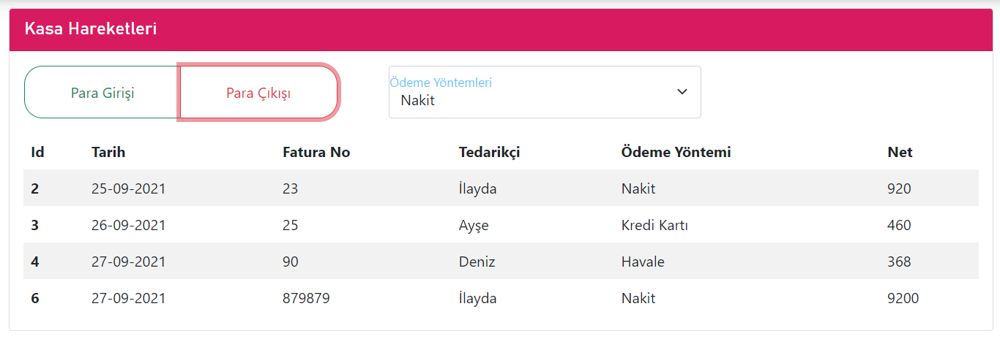 Kasa Hareketleri
Para Girişi Para Çıkışı Ödeme Yöntemleri
Nakit
Id Tarih Fatura No Tedarikçi Ödeme Yöntemi Net
2 25-09-2021 23 İlayda Nakit 920
3 26-09-2021 25 Ayşe Kredi Kartı 460
4 27-09-2021 90 Deniz Havale 368
6 27-09-2021 879879 İlayda Nakit 9200